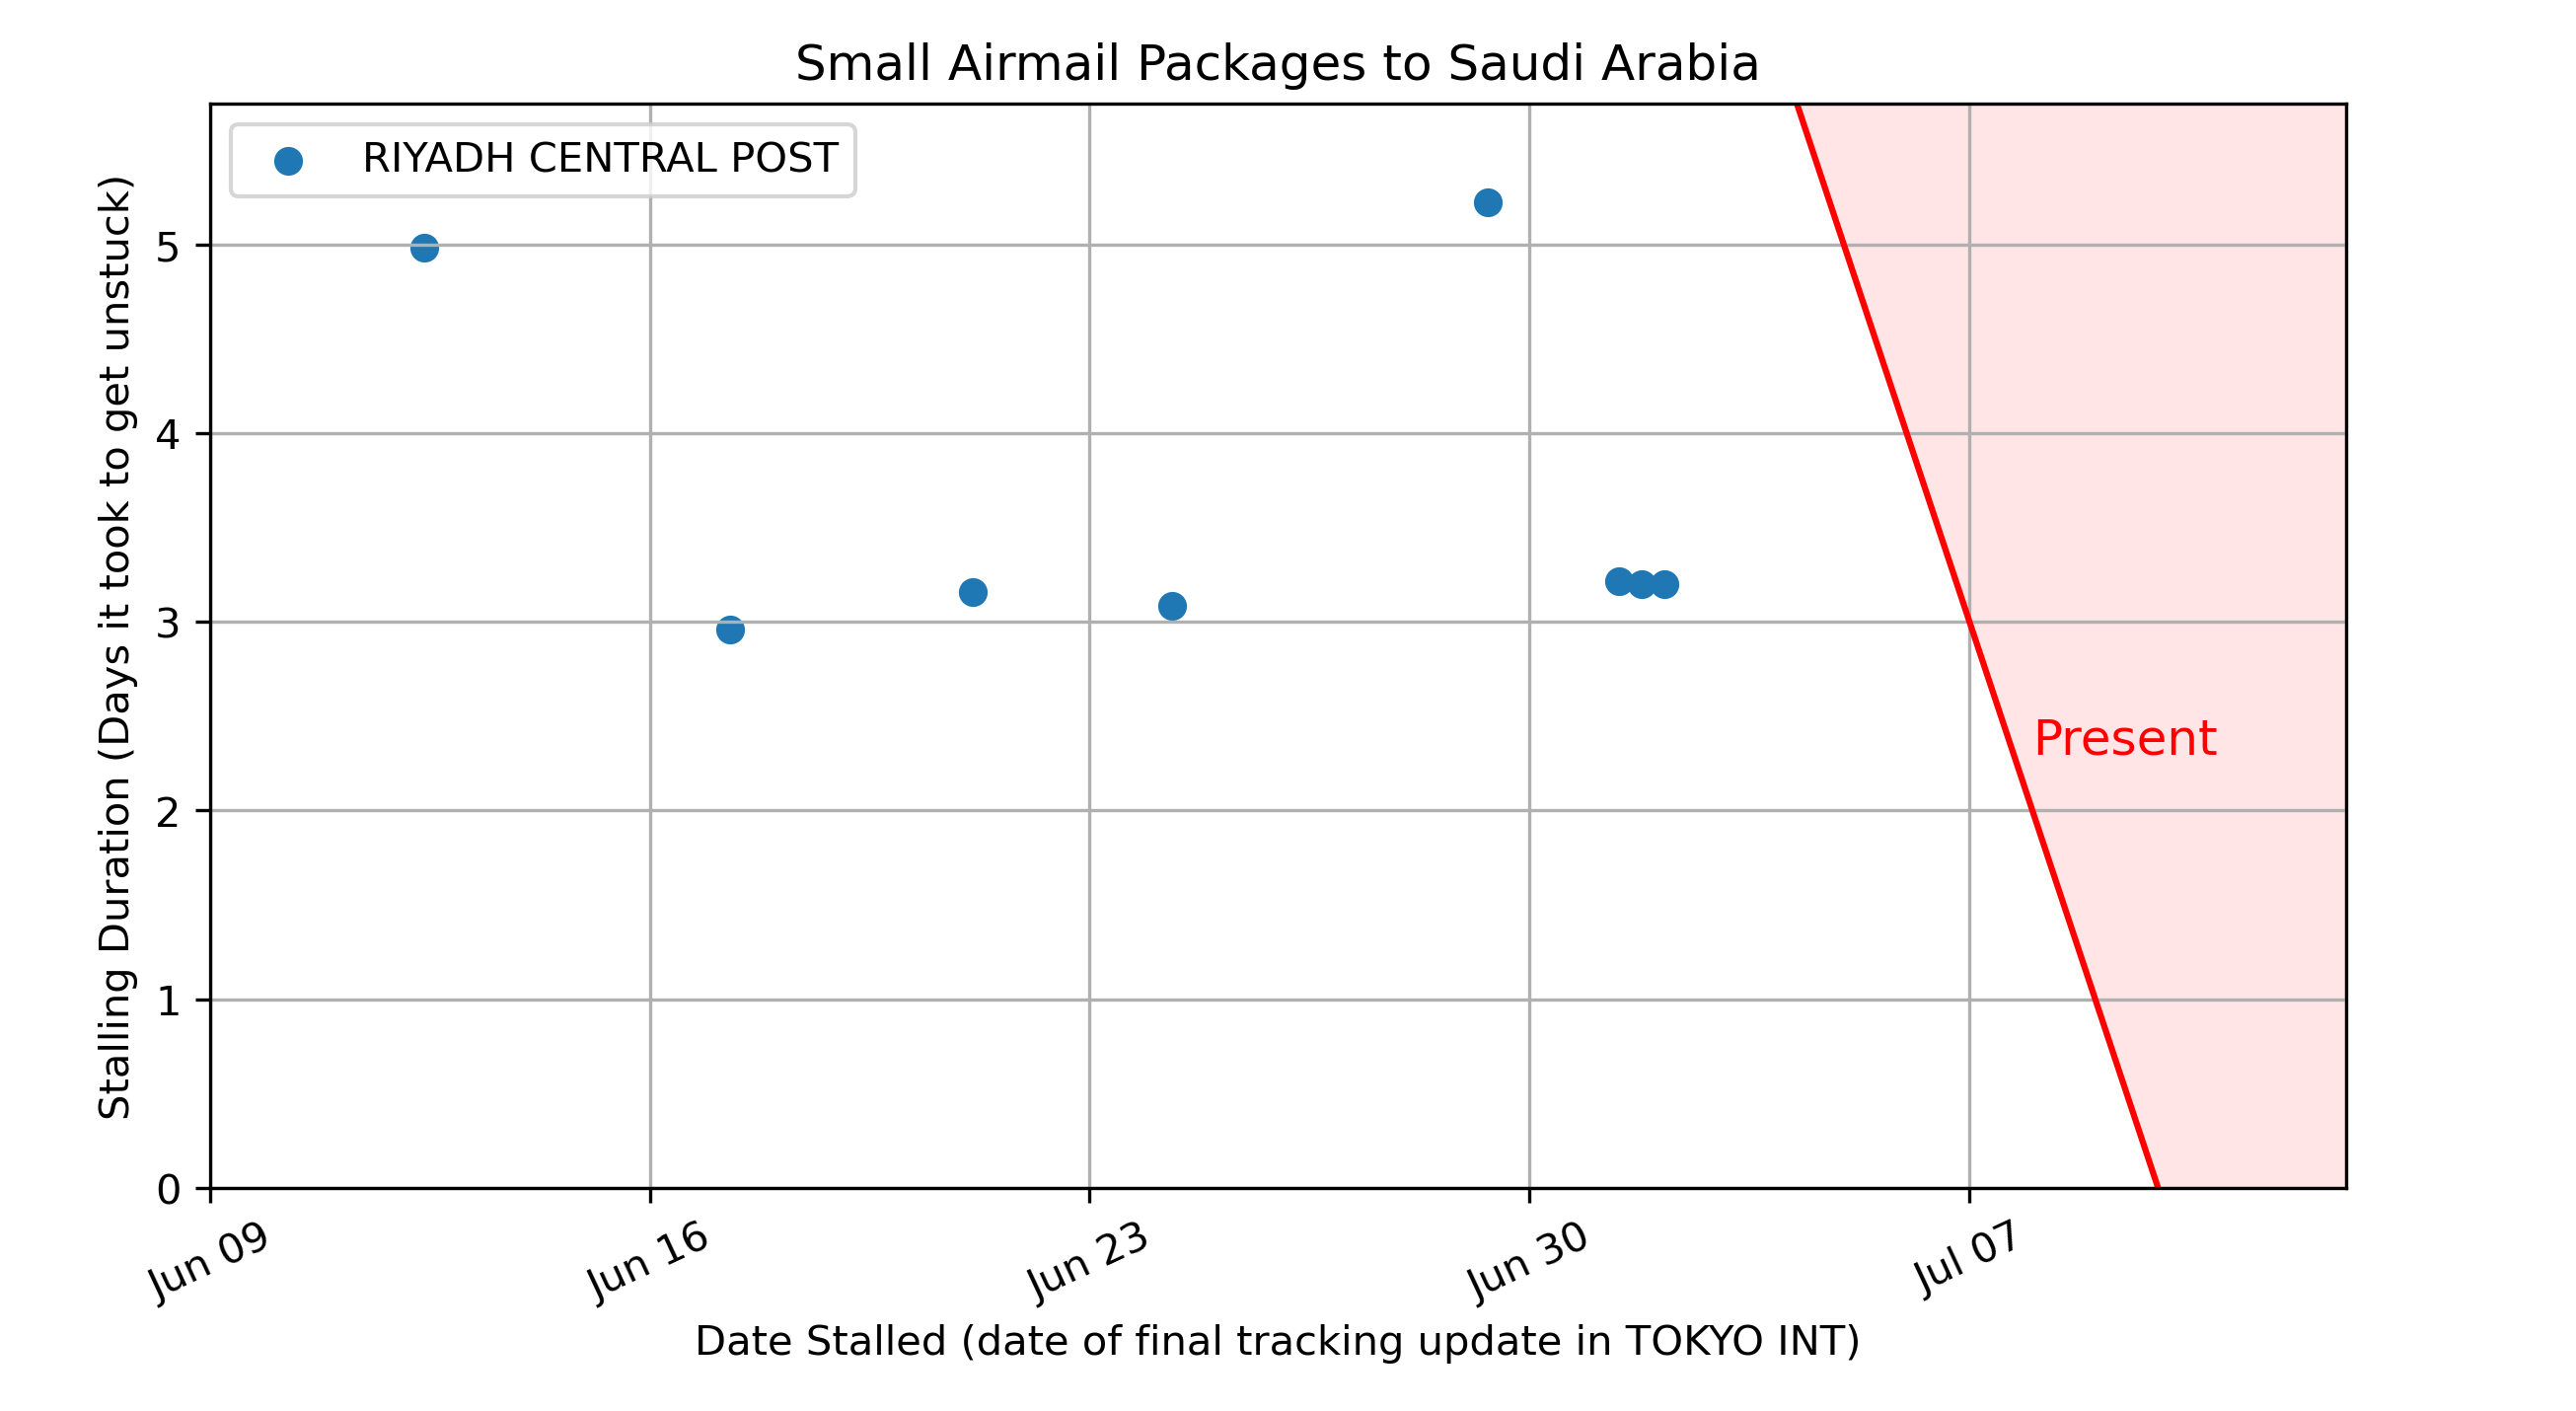 Small Airmail Packages to Saudi Arabia
RIYADH CENTRAL POST
Stalling Duration (Days it took to get unstuck)
5
4
3
2
1
0
Present
Jun 09
Jun 16
Jun 23
Jun 30
Jul 07
Date Stalled (date of final tracking update in TOKYO INT)